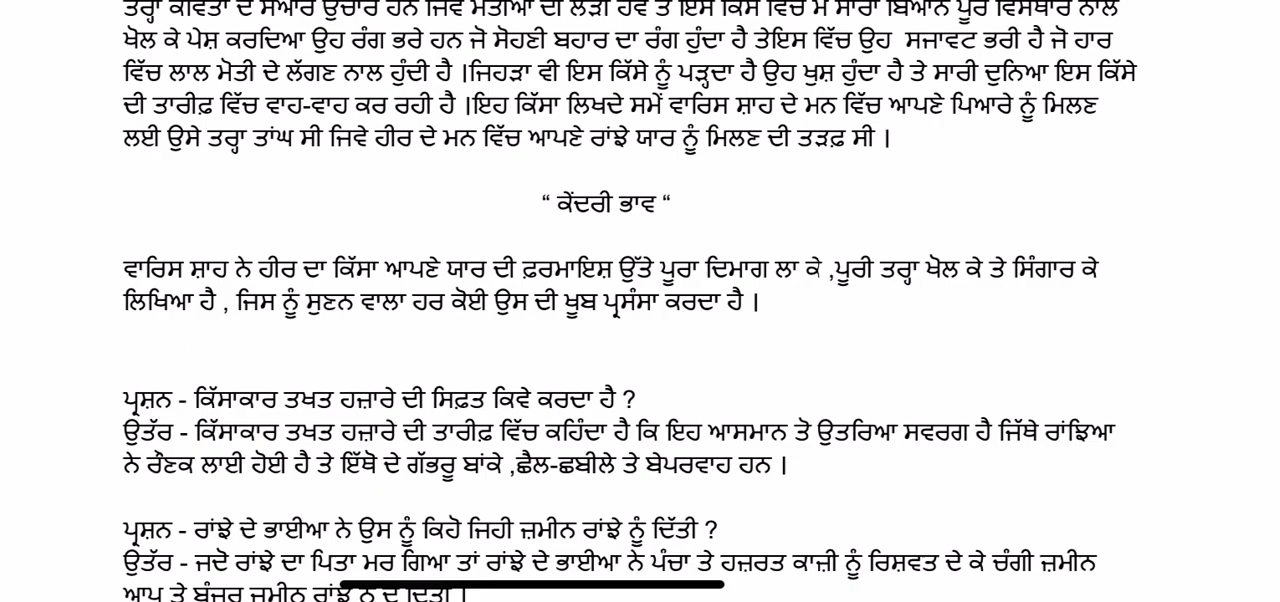 ਤਰ੍ਹਾ ਕਵਿਤਾ ਦੇ ਸ਼ੇਅਰ ਉਚਾਰੇ ਹਨ ਜਿਵੇਂ ਮੋਤੀਆ ਦੀ ਲੜੀ ਹੋਵੇ ਤੇ ਇਸ ਕਿੱਸੇ ਵਿੱਚ ਮੈਂ ਸਾਰਾ ਬਿਆਨ ਪੂਰੇ ਵਿਸਥਾਰ ਨਾਲ
ਖੋਲ ਕੇ ਪੇਸ਼ ਕਰਦਿਆ ਉਹ ਰੰਗ ਭਰੇ ਹਨ ਜੋ ਸੋਹਣੀ ਬਹਾਰ ਦਾ ਰੰਗ ਹੁੰਦਾ ਹੈ ਤੇਇਸ ਵਿੱਚ ਉਹ ਸਜਾਵਟ ਭਰੀ ਹੈ ਜੋ ਹਾਰ
ਵਿੱਚ ਲਾਲ ਮੋਤੀ ਦੇ ਲੱਗਣ ਨਾਲ ਹੁੰਦੀ ਹੈ ।ਜਿਹੜਾ ਵੀ ਇਸ ਕਿੱਸੇ ਨੂੰ ਪੜ੍ਹਦਾ ਹੈ ਉਹ ਖੁਸ਼ ਹੁੰਦਾ ਹੈ ਤੇ ਸਾਰੀ ਦੁਨਿਆ ਇਸ ਕਿੱਸੇ
ਦੀ ਤਾਰੀਫ਼ ਵਿੱਚ ਵਾਹ-ਵਾਹ ਕਰ ਰਹੀ ਹੈ ।ਇਹ ਕਿੱਸਾ ਲਿਖਦੇ ਸਮੇਂ ਵਾਰਿਸ ਸ਼ਾਹ ਦੇ ਮਨ ਵਿੱਚ ਆਪਣੇ ਪਿਆਰੇ ਨੂੰ ਮਿਲਣ
ਲਈ ਉਸੇ ਤਰ੍ਹਾ ਤਾਂਘ ਸੀ ਜਿਵੇ ਹੀਰ ਦੇ ਮਨ ਵਿੱਚ ਆਪਣੇ ਰਾਂਝੇ ਯਾਰ ਨੂੰ ਮਿਲਣ ਦੀ ਤੜਫ਼ ਸੀ ।
“ ਕੇਂਦਰੀ ਭਾਵ “
ਵਾਰਿਸ ਸ਼ਾਹ ਨੇ ਹੀਰ ਦਾ ਕਿੱਸਾ ਆਪਣੇ ਯਾਰ ਦੀ ਫ਼ਰਮਾਇਸ਼ ਉੱਤੇ ਪੂਰਾ ਦਿਮਾਗ ਲਾ ਕੇ ,ਪੂਰੀ ਤਰ੍ਹਾ ਖੋਲ ਕੇ ਤੇ ਸਿੰਗਾਰ ਕੇ
ਲਿਖਿਆ ਹੈ , ਜਿਸ ਨੂੰ ਸੁਣਨ ਵਾਲਾ ਹਰ ਕੋਈ ਉਸ ਦੀ ਖੂਬ ਪ੍ਰਸੰਸਾ ਕਰਦਾ ਹੈ ।
ਪ੍ਰਸ਼ਨ - ਕਿੱਸਾਕਾਰ ਤਖਤ ਹਜ਼ਾਰੇ ਦੀ ਸਿਫ਼ਤ ਕਿਵੇ ਕਰਦਾ ਹੈ ?
ਉਤੱਰ - ਕਿੱਸਾਕਾਰ ਤਖਤ ਹਜ਼ਾਰੇ ਦੀ ਤਾਰੀਫ਼ ਵਿੱਚ ਕਹਿੰਦਾ ਹੈ ਕਿ ਇਹ ਆਸਮਾਨ ਤੋ ਉਤਰਿਆ ਸਵਰਗ ਹੈ ਜਿੱਥੇ ਰਾਂਝਿਆ
ਨੇ ਰੌਣਕ ਲਾਈ ਹੋਈ ਹੈ ਤੇ ਇੱਥੋ ਦੇ ਗੱਭਰੂ ਬਾਂਕੇ ,ਛੈਲ-ਛਬੀਲੇ ਤੇ ਬੇਪਰਵਾਹ ਹਨ ।
ਪ੍ਰਸ਼ਨ - ਰਾਂਝੇ ਦੇ ਭਾਈਆ ਨੇ ਉਸ ਨੂੰ ਕਿਹੋ ਜਿਹੀ ਜ਼ਮੀਨ ਰਾਂਝੇ ਨੂੰ ਦਿੱਤੀ ?
ਉਤੱਰ - ਜਦੋ ਰਾਂਝੇ ਦਾ ਪਿਤਾ ਮਰ ਗਿਆ ਤਾਂ ਰਾਂਝੇ ਦੇ ਭਾਈਆ ਨੇ ਪੰਚਾ ਤੇ ਹਜ਼ਰਤ ਕਾਜ਼ੀ ਨੂੰ ਰਿਸ਼ਵਤ ਦੇ ਕੇ ਚੰਗੀ ਜ਼ਮੀਨ
ਆਪ ਤੇ ਬੰਜਰ ਜ਼ਮੀਨ ਰਾਂਝੇ ਨੂੰ ਦੇ ਦਿੱਤੀ ।